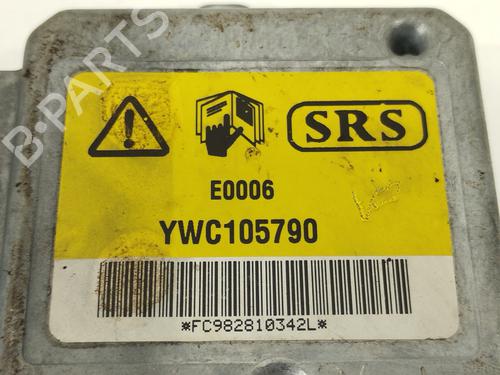 B-PARTS
SRS
E0006
YWC105790
*FC982810342L*